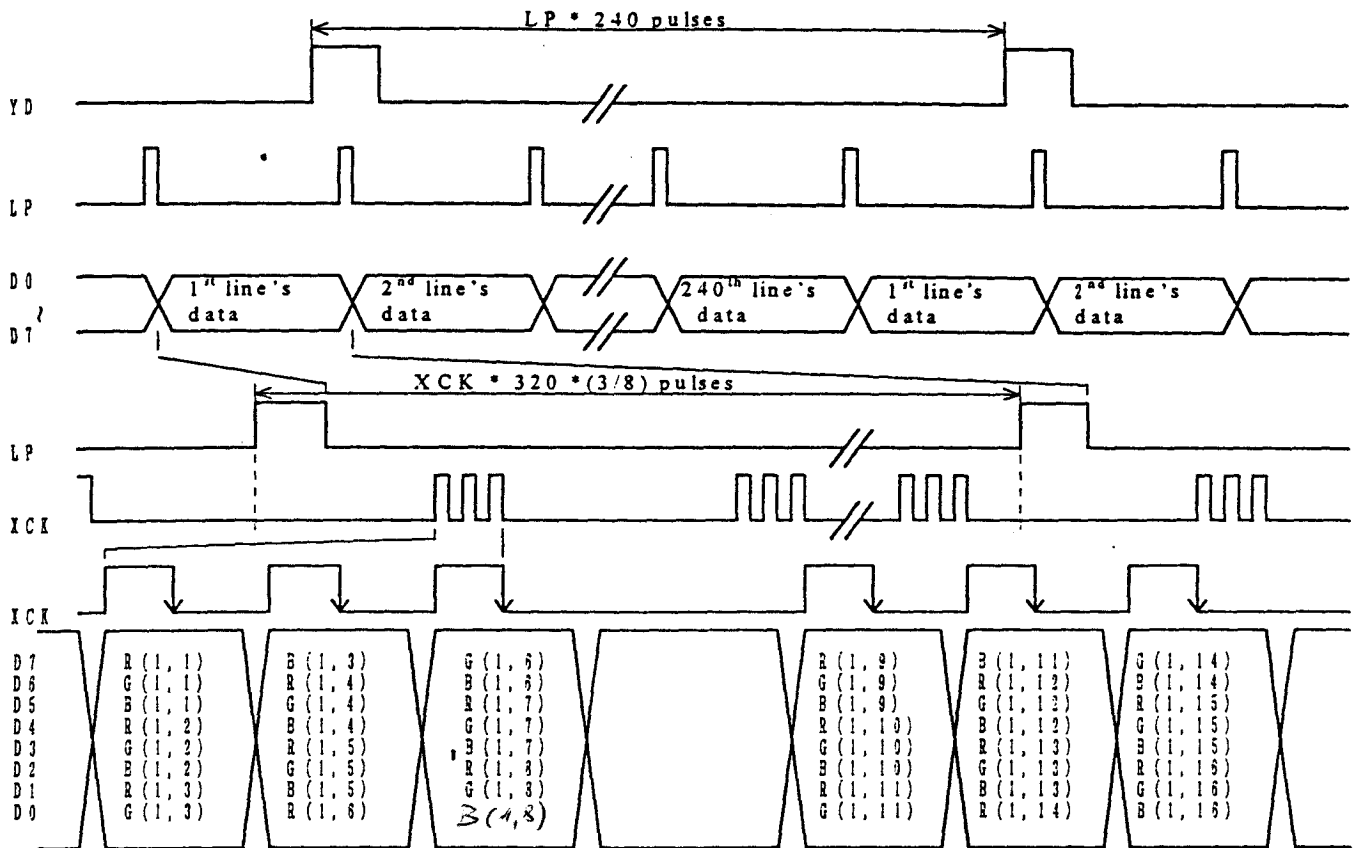 LP * 240 pulses
YD
LP
D0
~
D7
1st line's data
2nd line's data
240th line's data
1st line's data
2nd line's data
XCK * 320 *(3/8) pulses
LP
XCK
XCK
D7 R(1,1) B(1,3) G(1,6) R(1,9) B(1,11) G(1,14)
D6 G(1,1) R(1,4) B(1,6) G(1,9) R(1,12) B(1,14)
D5 B(1,1) G(1,4) R(1,7) B(1,9) G(1,12) R(1,15)
D4 R(1,2) B(1,4) G(1,7) R(1,10) B(1,12) G(1,15)
D3 G(1,2) R(1,5) B(1,7) G(1,10) R(1,13) B(1,15)
D2 B(1,2) G(1,5) R(1,8) B(1,10) G(1,13) R(1,16)
D1 R(1,3) B(1,5) G(1,8) R(1,11) B(1,13) G(1,16)
D0 G(1,3) R(1,6) B(1,8) G(1,11) R(1,14) B(1,16)